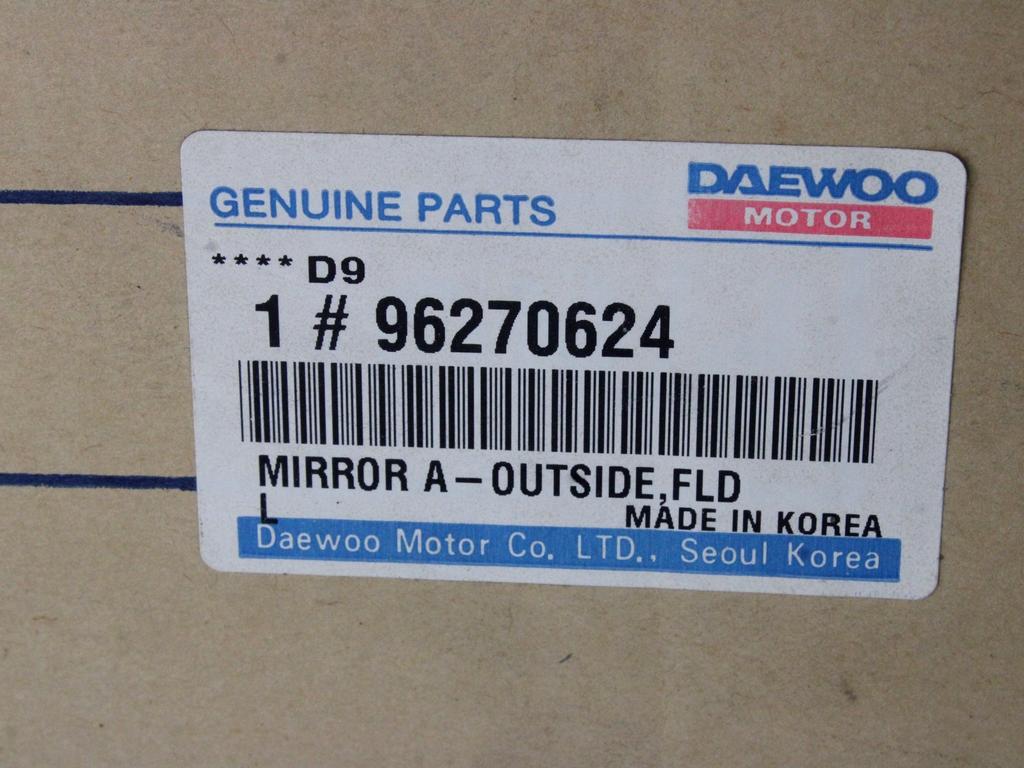 GENUINE PARTS
DAEWOO
MOTOR
**** D9
1 # 96270624
MIRROR A-OUTSIDE,FLD
L
MADE IN KOREA
Daewoo Motor Co. LTD., Seoul Korea